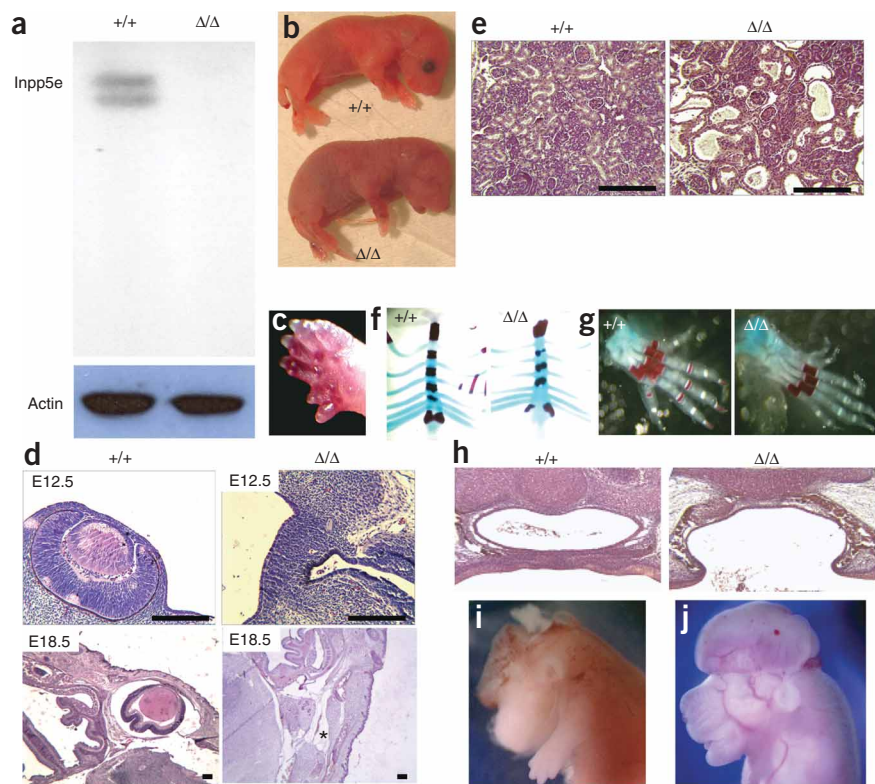 a
+/+ Δ/Δ
Inpp5e
Actin
b
+/+
Δ/Δ
c
d
+/+ Δ/Δ
E12.5 E12.5
E18.5 E18.5
*
e
+/+ Δ/Δ
f
+/+ Δ/Δ
g
+/+ Δ/Δ
h
+/+ Δ/Δ
i
j